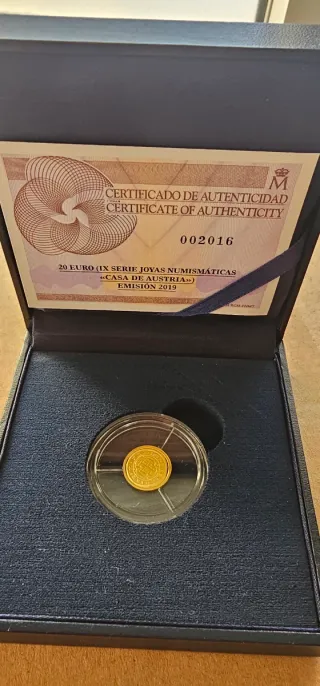 M
CERTIFICADO DE AUTENTICIDAD
CERTIFICATE OF AUTHENTICITY
002016
20 EURO (IX SERIE JOYAS NUMISMÁTICAS
«CASA DE AUSTRIA»)
EMISIÓN 2019